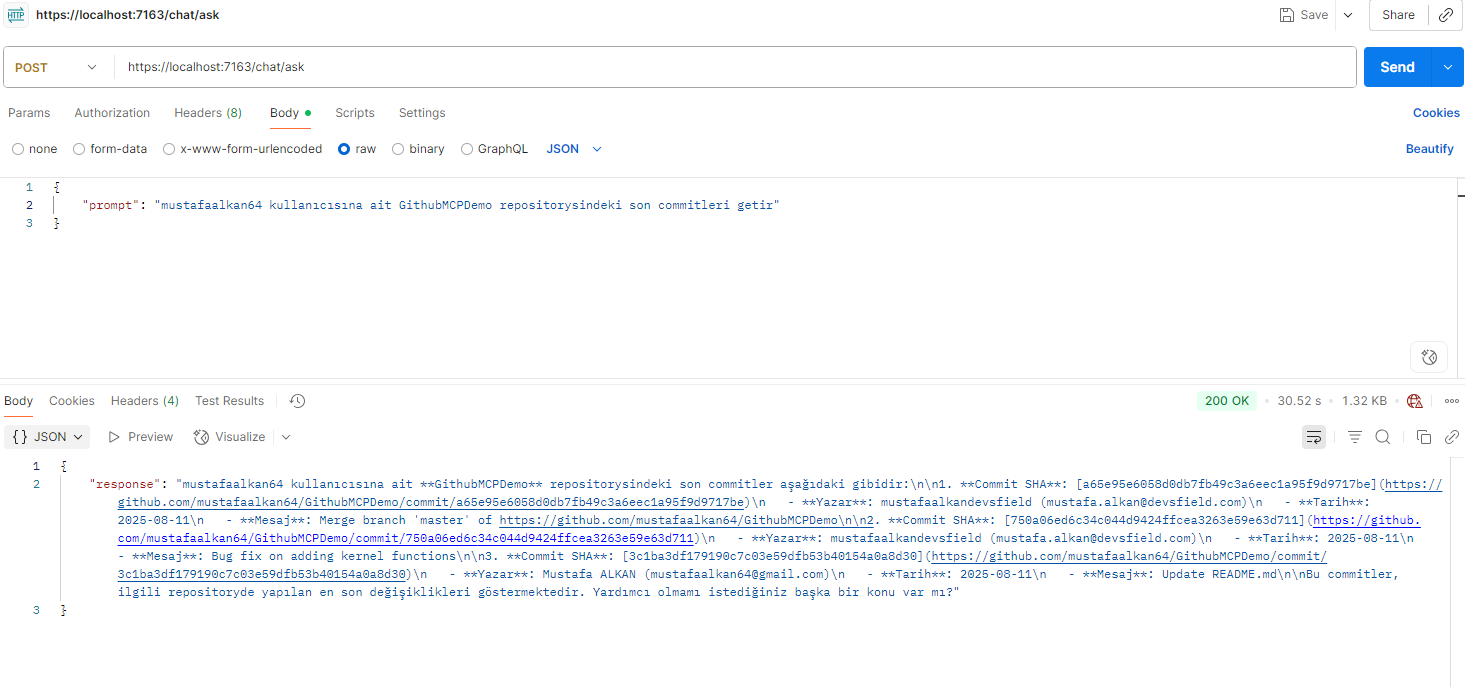 HTTP https://localhost:7163/chat/ask Save Share
POST https://localhost:7163/chat/ask Send
Params Authorization Headers (8) Body Scripts Settings Cookies
none form-data x-www-form-urlencoded raw binary GraphQL JSON Beautify
1 {
2 "prompt": "mustafaalkan64 kullanıcısına ait GithubMCPDemo repositorysindeki son commitleri getir"
3 }
Body Cookies Headers (4) Test Results 200 OK • 30.52 s • 1.32 KB •
{} JSON Preview Visualize
1 {
2 "response": "mustafaalkan64 kullanıcısına ait **GithubMCPDemo** repositorysindeki son commitler aşağıdaki gibidir:\n\n1. **Commit SHA**: [a65e95e6058d0db7fb49c3a6eec1a95f9d9717be](https://
github.com/mustafaalkan64/GithubMCPDemo/commit/a65e95e6058d0db7fb49c3a6eec1a95f9d9717be)\n - **Yazar**: mustafaalkandevsfield (mustafa.alkan@devsfield.com)\n - **Tarih**:
2025-08-11\n - **Mesaj**: Merge branch 'master' of https://github.com/mustafaalkan64/GithubMCPDemo\n\n2. **Commit SHA**: [750a06ed6c34c044d9424ffcea3263e59e63d711](https://github.
com/mustafaalkan64/GithubMCPDemo/commit/750a06ed6c34c044d9424ffcea3263e59e63d711)\n - **Yazar**: mustafaalkandevsfield (mustafa.alkan@devsfield.com)\n - **Tarih**: 2025-08-11\n
- **Mesaj**: Bug fix on adding kernel functions\n\n3. **Commit SHA**: [3c1ba3df179190c7c03e59dfb53b40154a0a8d30](https://github.com/mustafaalkan64/GithubMCPDemo/commit/
3c1ba3df179190c7c03e59dfb53b40154a0a8d30)\n - **Yazar**: Mustafa ALKAN (mustafaalkan64@gmail.com)\n - **Tarih**: 2025-08-11\n - **Mesaj**: Update README.md\n\nBu commitler,
ilgili repositoryde yapılan en son değişiklikleri göstermektedir. Yardımcı olmamı istediğiniz başka bir konu var mı?"
3 }